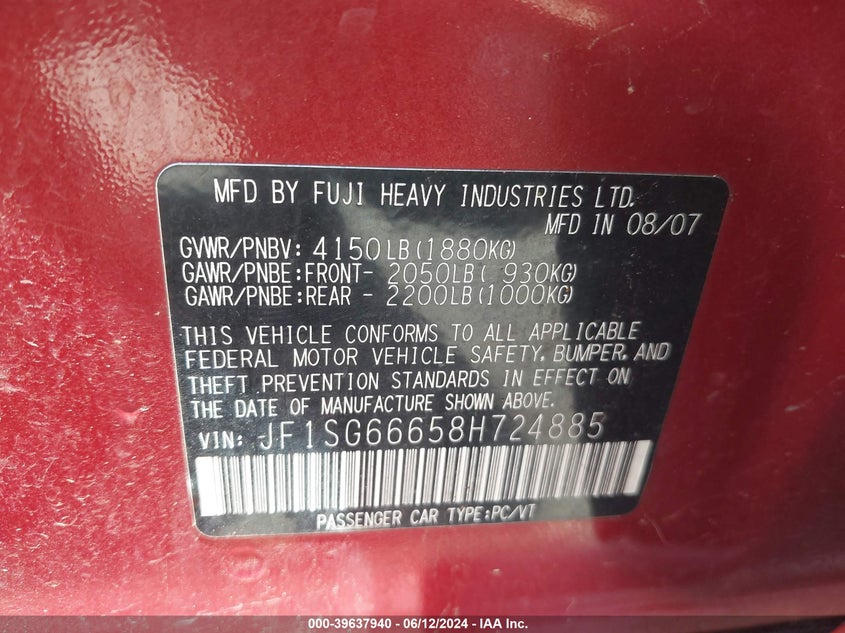 MFD BY FUJI HEAVY INDUSTRIES LTD.
MFD IN 08/07
GVWR/PNBV: 4150LB(1880KG)
GAWR/PNBE:FRONT- 2050LB( 930KG)
GAWR/PNBE:REAR - 2200LB(1000KG)
THIS VEHICLE CONFORMS TO ALL APPLICABLE
FEDERAL MOTOR VEHICLE SAFETY, BUMPER, AND
THEFT PREVENTION STANDARDS IN EFFECT ON
THE DATE OF MANUFACTURE SHOWN ABOVE.
VIN: JF1SG66658H724885
PASSENGER CAR TYPE:PC/VT
000-39637940 - 06/12/2024 - IAA Inc.